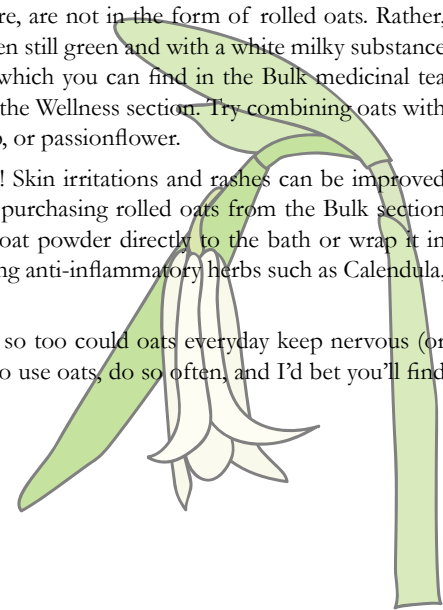 re, are not in the form of rolled oats. Rather,
en still green and with a white milky substance
which you can find in the Bulk medicinal tea
the Wellness section. Try combining oats with
, or passionflower.
! Skin irritations and rashes can be improved
purchasing rolled oats from the Bulk section
oat powder directly to the bath or wrap it in
ng anti-inflammatory herbs such as Calendula,
so too could oats everyday keep nervous (or
o use oats, do so often, and I’d bet you’ll find